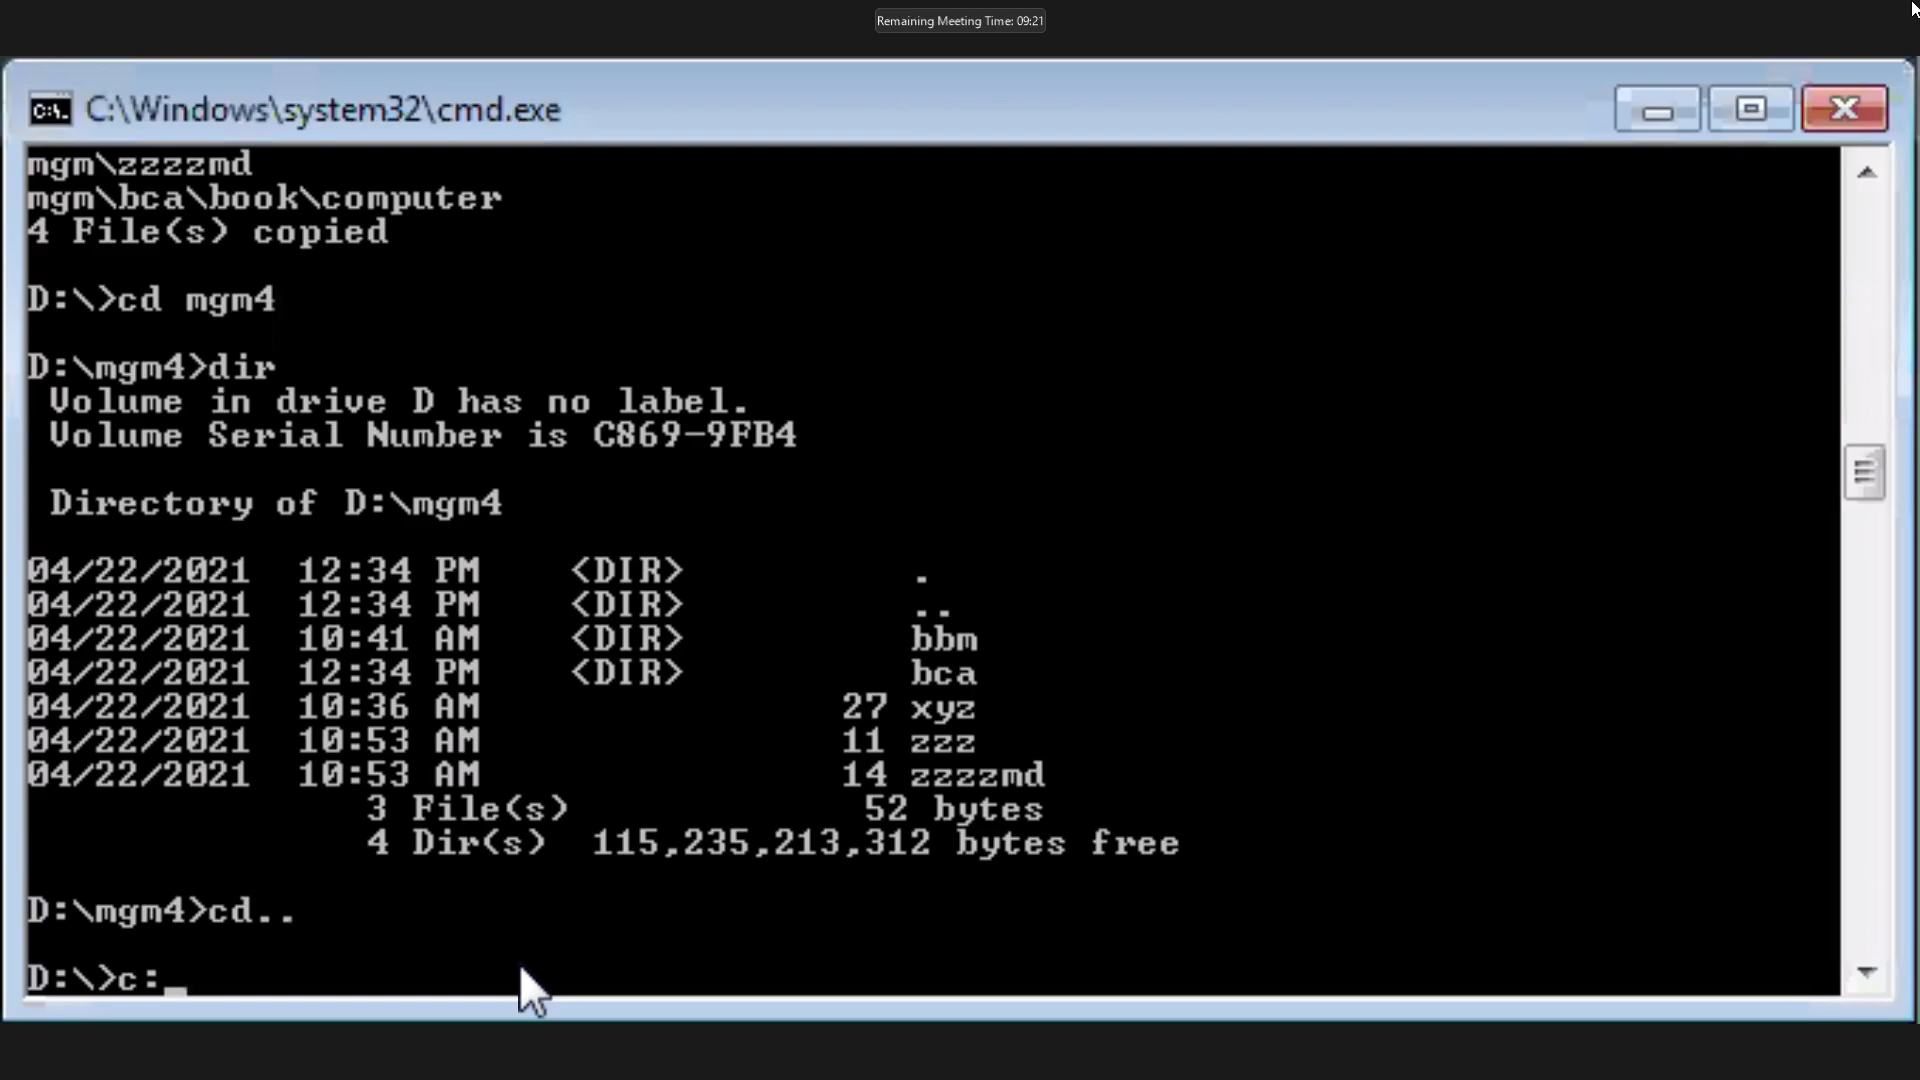 Remaining Meeting Time: 09:21
C:\Windows\system32\cmd.exe
mgm\zzzzmd
mgm\bca\book\computer
4 File(s) copied
D:\>cd mgm4
D:\mgm4>dir
Volume in drive D has no label.
Volume Serial Number is C869-9FB4
Directory of D:\mgm4
04/22/2021  12:34 PM    <DIR>          .
04/22/2021  12:34 PM    <DIR>          ..
04/22/2021  10:41 AM    <DIR>          bbm
04/22/2021  12:34 PM    <DIR>          bca
04/22/2021  10:36 AM                27 xyz
04/22/2021  10:53 AM                11 zzz
04/22/2021  10:53 AM                14 zzzzmd
3 File(s)             52 bytes
4 Dir(s)  115,235,213,312 bytes free
D:\mgm4>cd..
D:\>c:_